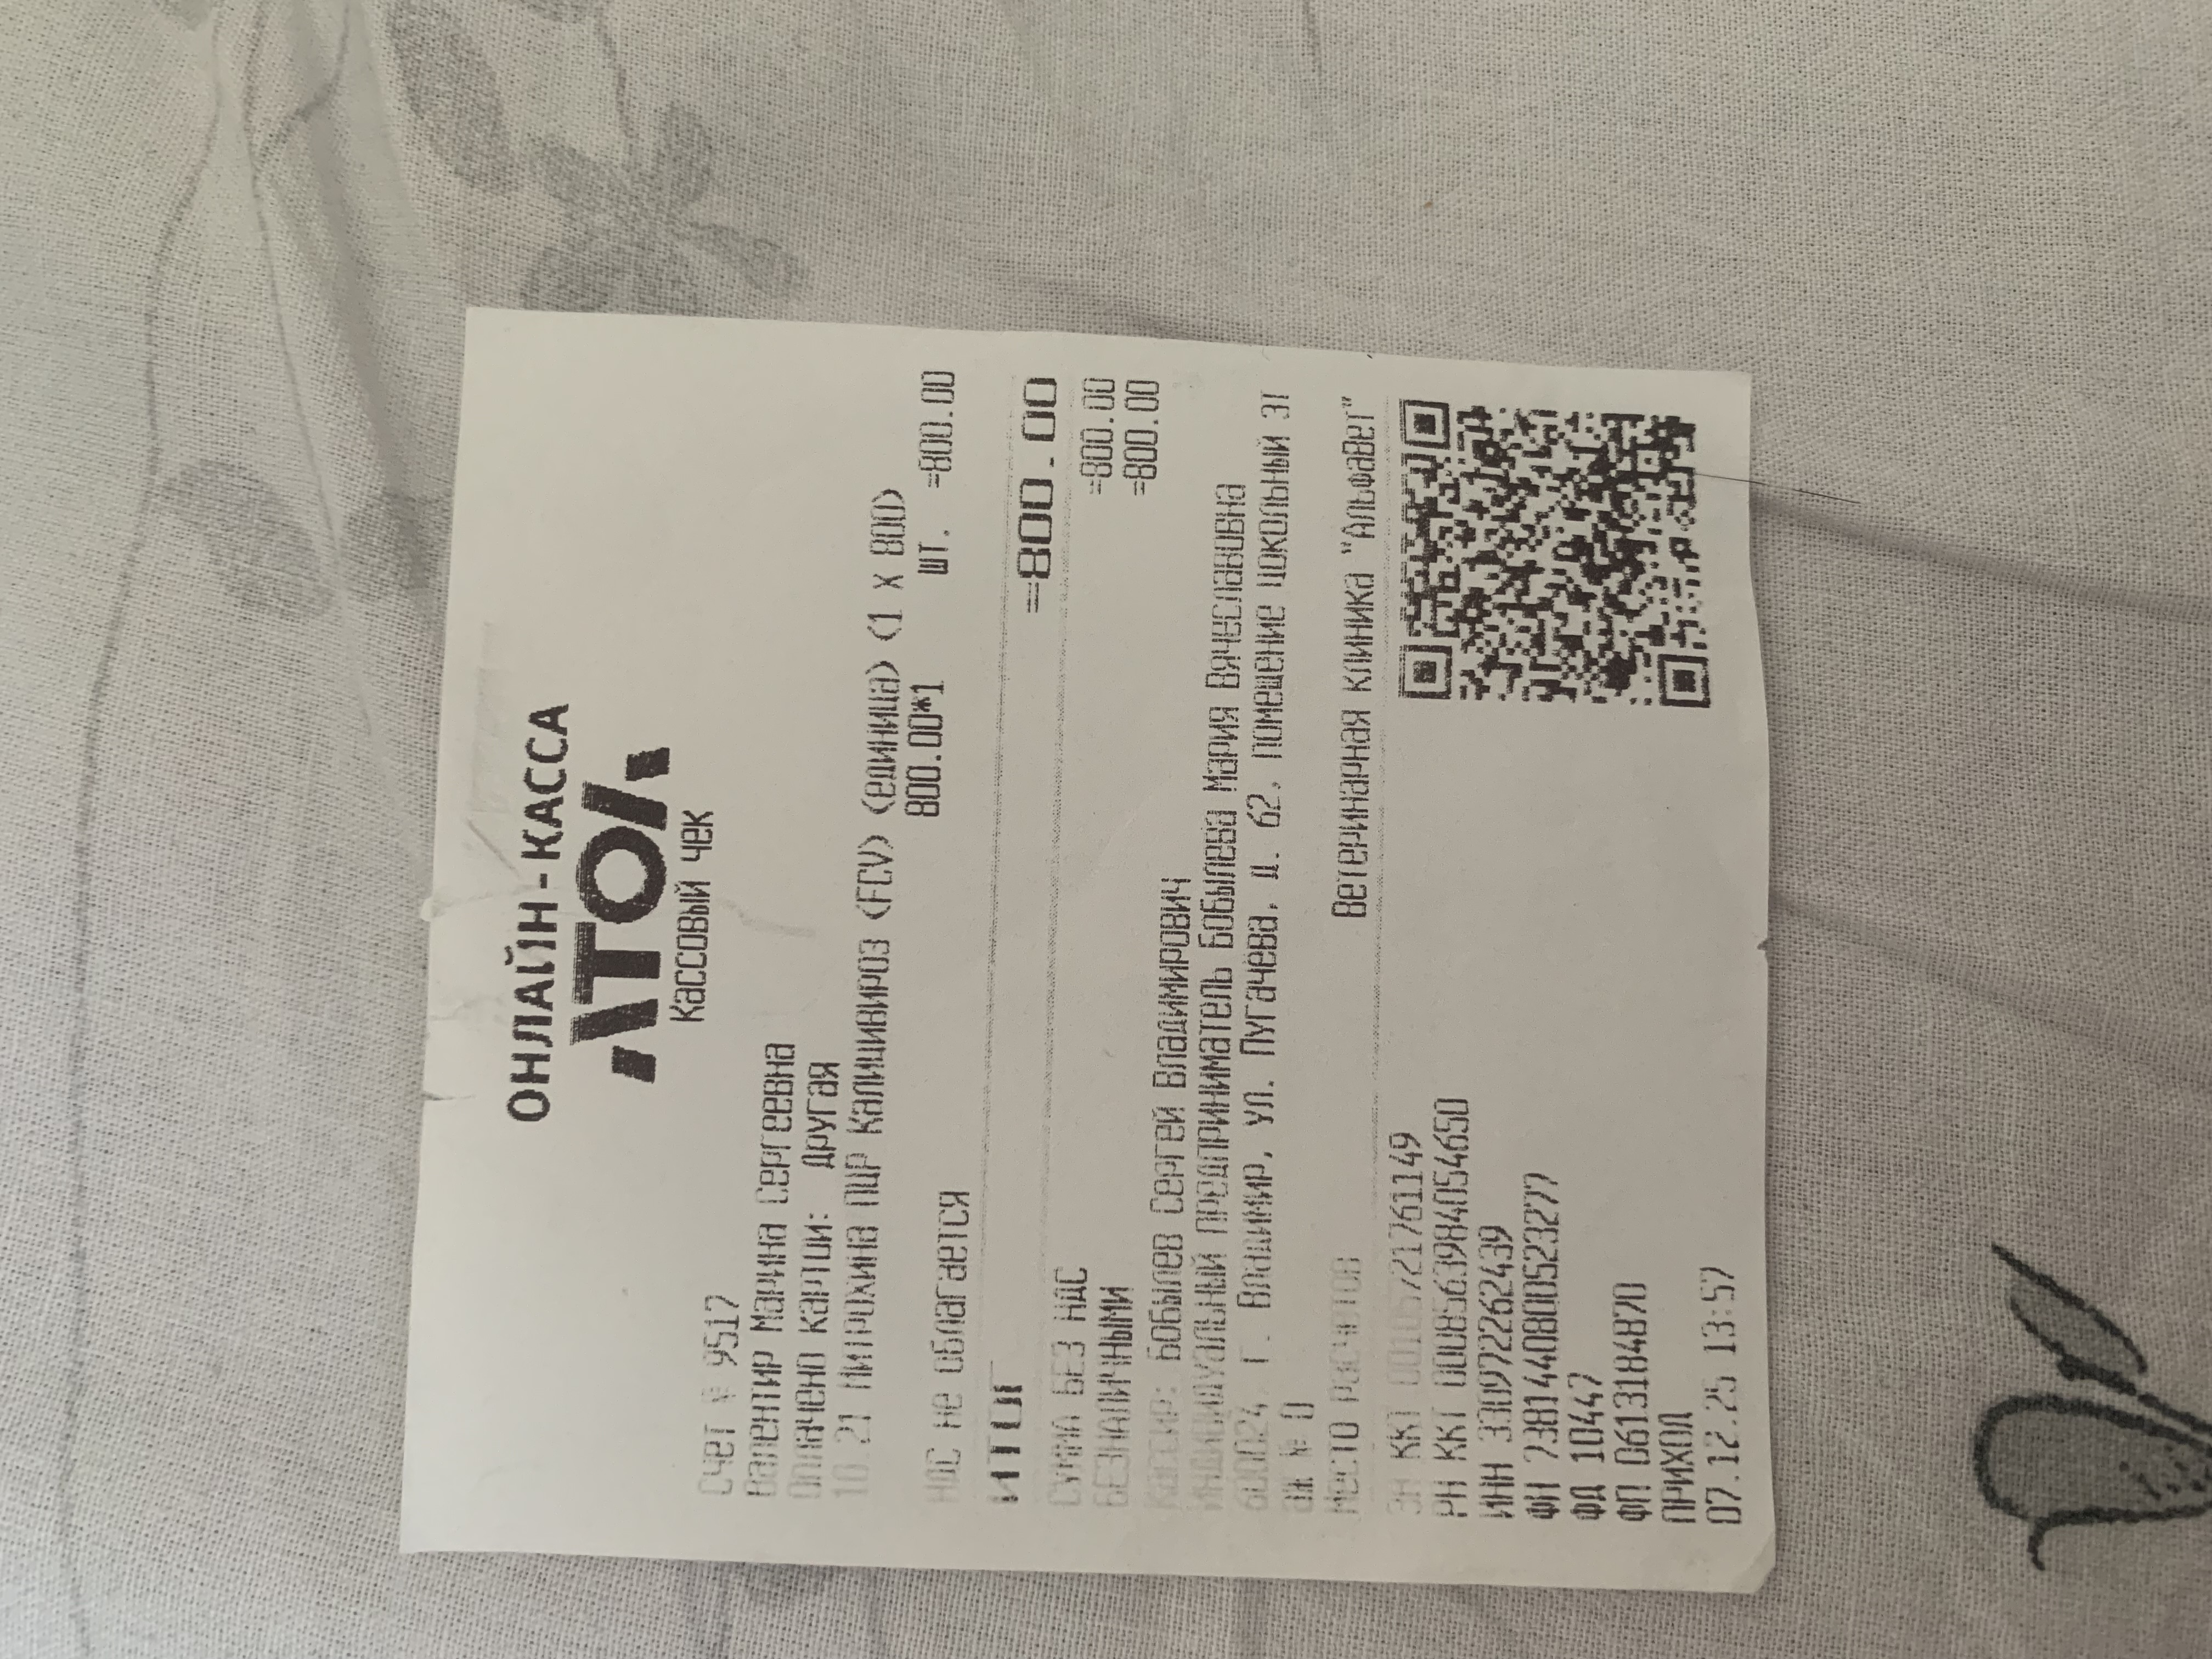 ОНЛАЙН-КАССА
АТОЛ
Кассовый чек
Счет № 9517
Валентир Марина Сергеевна
Оплачено картой: Другая
10.21 Митрохина ПЦР Калицивироз (FCV) (единица) (1 X 800)
800.00*1 шт. =800.00
НДС не облагается
ИТОГ =800.00
СУММА БЕЗ НДС =800.00
БЕЗНАЛИЧНЫМИ =800.00
Кассир: Бобылев Сергей Владимирович
Индивидуальный предприниматель Бобылева Мария Вячеславовна
600024, г. Владимир, ул. Пугачева, д. 62, помещение цокольный эт
аж № 0
Место расчетов Ветеринарная клиника "Альфавет"
ЗН ККТ 00106721761149
РН ККТ 0008563984054650
ИНН 330972262439
ФН 7381440800523277
ФД 10447
ФП 0613184870
ПРИХОД
07.12.25 13:57